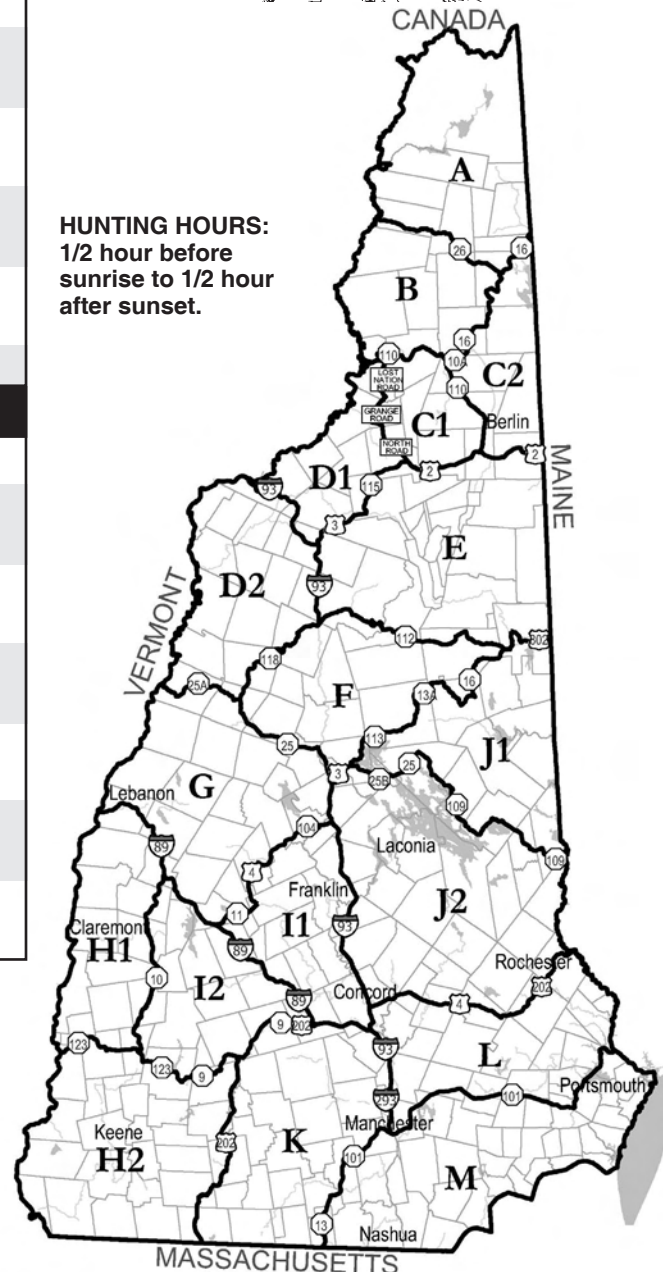 CANADA
A
HUNTING HOURS:
1/2 hour before
sunrise to 1/2 hour
after sunset.
26
16
B
16
110
10A
LOST
NATION
ROAD
110
C2
GRANGE
ROAD
C1
Berlin
NORTH
ROAD
2
2
MAINE
D1
115
93
3
E
93
D2
VERMONT
112
302
118
F
16
25A
13A
113
25
J1
3
25B
25
G
109
Lebanon
104
Laconia
89
109
4
Franklin
J2
11
I1
93
Claremont
H1
89
Rochester
10
I2
Concord
202
89
4
9
202
123
93
L
123
9
293
101
Portsmouth
Manchester
Keene
202
K
H2
101
M
13
Nashua
MASSACHUSETTS